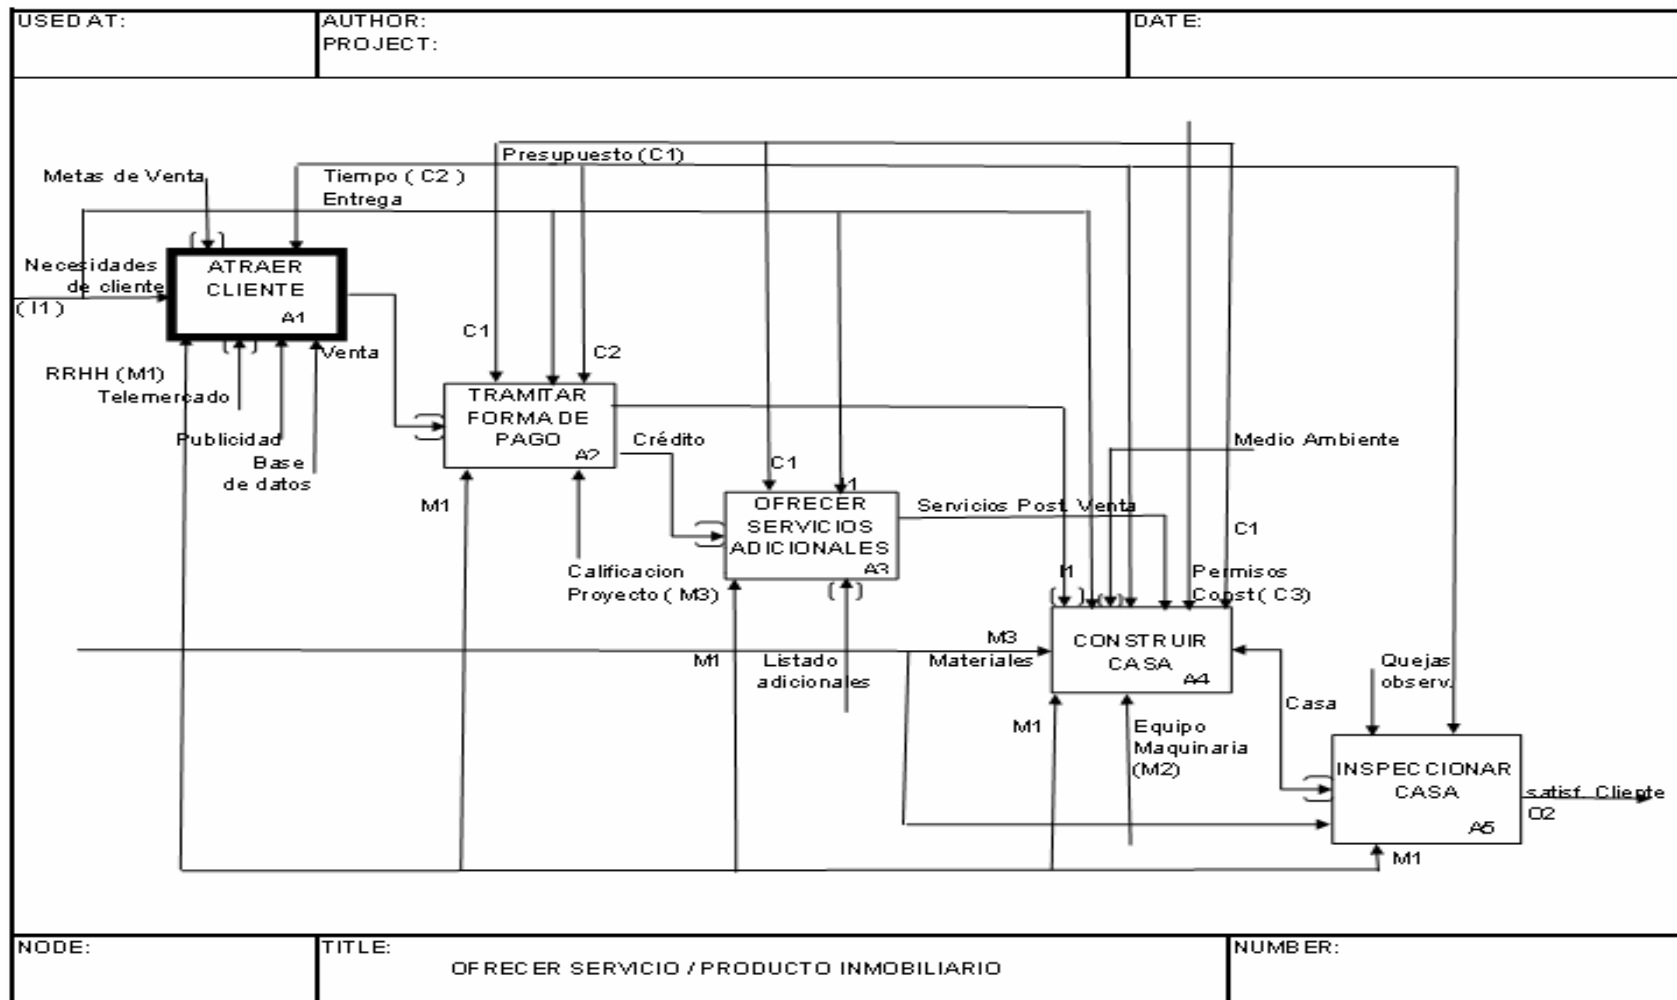 USED AT:
AUTHOR:
PROJECT:
DATE:
Presupuesto (C1)
Metas de Venta
Tiempo ( C2 )
Entrega
Necesidades
de cliente
( I1 )
ATRAER
CLIENTE
A1
Venta
RRHH (M1)
Telemercado
Publicidad
Base
de datos
C1
C2
TRAMITAR
FORMA DE
PAGO
A2
Crédito
M1
Calificacion
Proyecto ( M3)
C1
I1
OFRECER
SERVICIOS
ADICIONALES
A3
Servicios Post. Venta
Medio Ambiente
C1
I1
Permisos
Const ( C3)
M1
Listado
adicionales
M3
Materiales
CONSTRUIR
CASA
A4
M1
Equipo
Maquinaria
(M2)
Casa
Quejas
observ.
INSPECCIONAR
CASA
A5
satisf. Cliente
O2
M1
NODE:
TITLE:
OFRECER SERVICIO / PRODUCTO INMOBILIARIO
NUMBER: